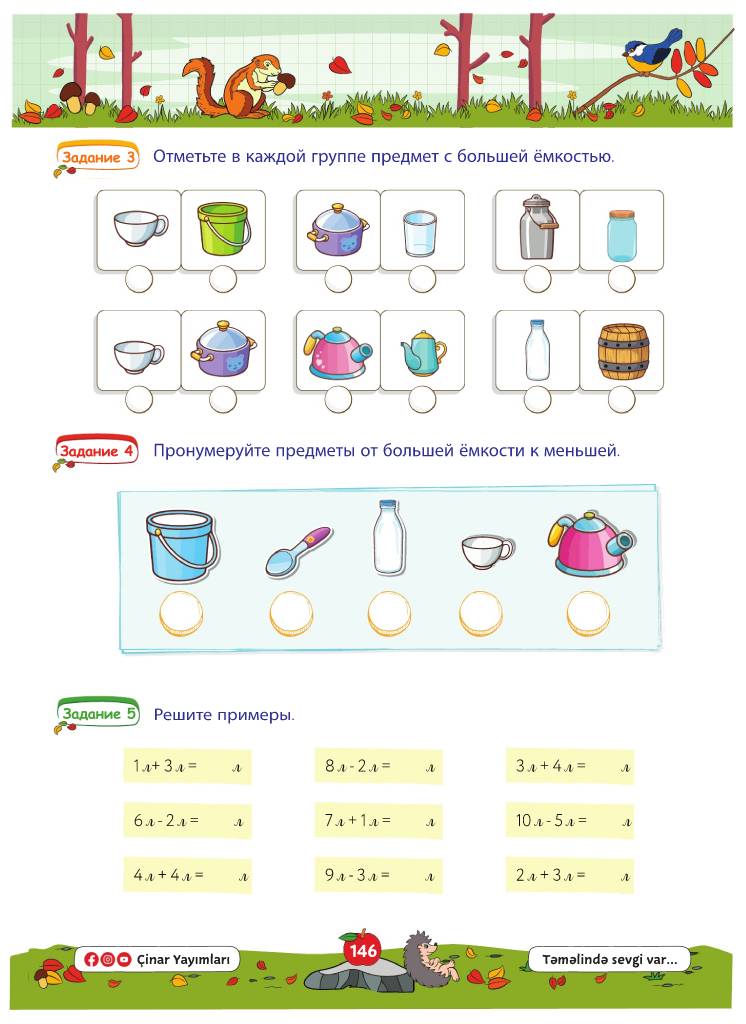 Задание 3
Отметьте в каждой группе предмет с большей ёмкостью.
Задание 4
Пронумеруйте предметы от большей ёмкости к меньшей.
Задание 5
Решите примеры.
1 л + 3 л = л
8 л - 2 л = л
3 л + 4 л = л
6 л - 2 л = л
7 л + 1 л = л
10 л - 5 л = л
4 л + 4 л = л
9 л - 3 л = л
2 л + 3 л = л
Çinar Yayımları
146
Təməlində sevgi var...